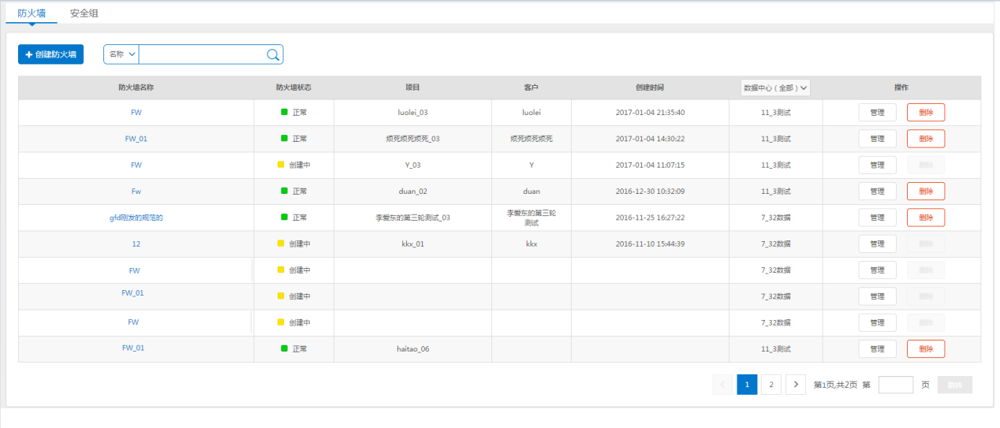 防火墙 安全组
+ 创建防火墙 名称
防火墙名称 防火墙状态 项目 客户 创建时间 数据中心（全部） 操作
FW 正常 luolei_03 luolei 2017-01-04 21:35:40 11_3测试 管理 删除
FW_01 正常 烦死烦死烦死_03 烦死烦死烦死 2017-01-04 14:30:22 11_3测试 管理 删除
FW 创建中 Y_03 Y 2017-01-04 11:07:15 11_3测试 管理 删除
Fw 正常 duan_02 duan 2016-12-30 10:32:09 11_3测试 管理 删除
gfd刚发的规范的 正常 李爱东的第三轮测试_03 李爱东的第三轮 2016-11-25 16:27:22 7_32数据 管理 删除
测试
12 创建中 kkx_01 kkx 2016-11-10 15:44:39 7_32数据 管理 删除
FW 创建中 7_32数据 管理 删除
FW_01 创建中 7_32数据 管理 删除
FW 创建中 7_32数据 管理 删除
FW_01 正常 haitao_06 11_3测试 管理 删除
1 2 第1页,共2页 第 页 跳转